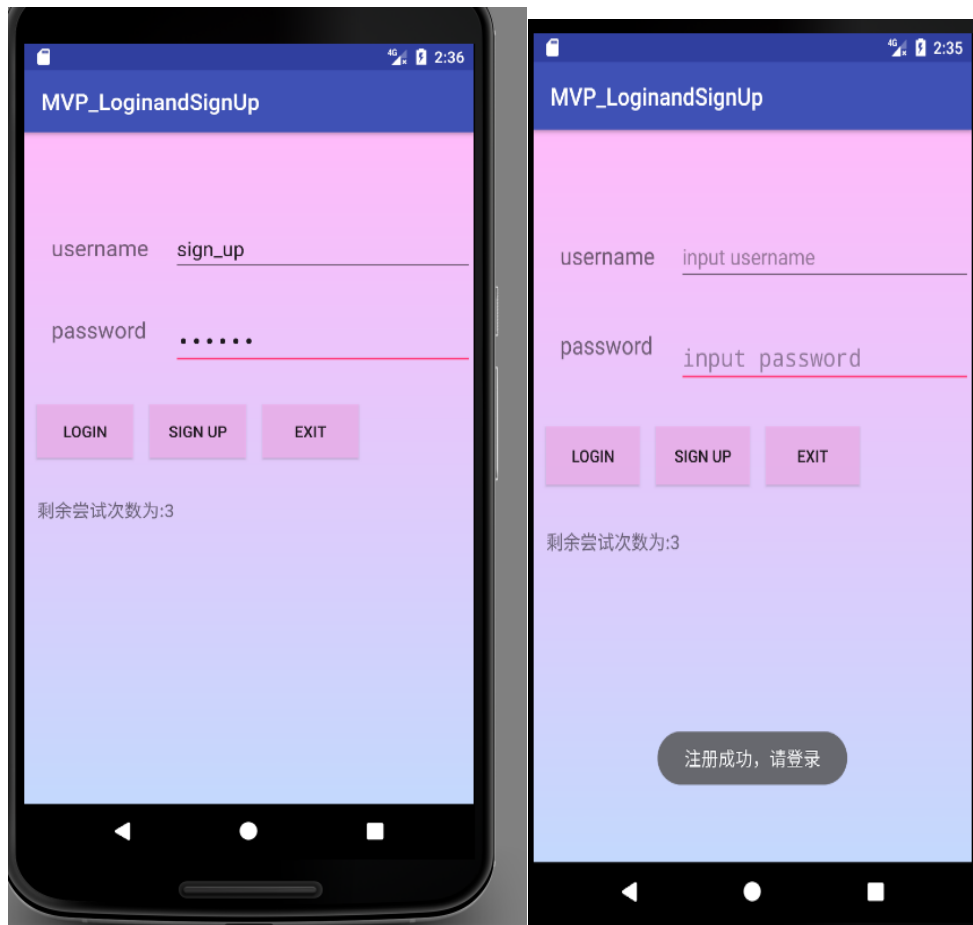 4G 2:36
MVP_LoginandSignUp
username sign_up
password ••••••
LOGIN SIGN UP EXIT
剩余尝试次数为:3
4G 2:35
MVP_LoginandSignUp
username input username
password input password
LOGIN SIGN UP EXIT
剩余尝试次数为:3
注册成功，请登录